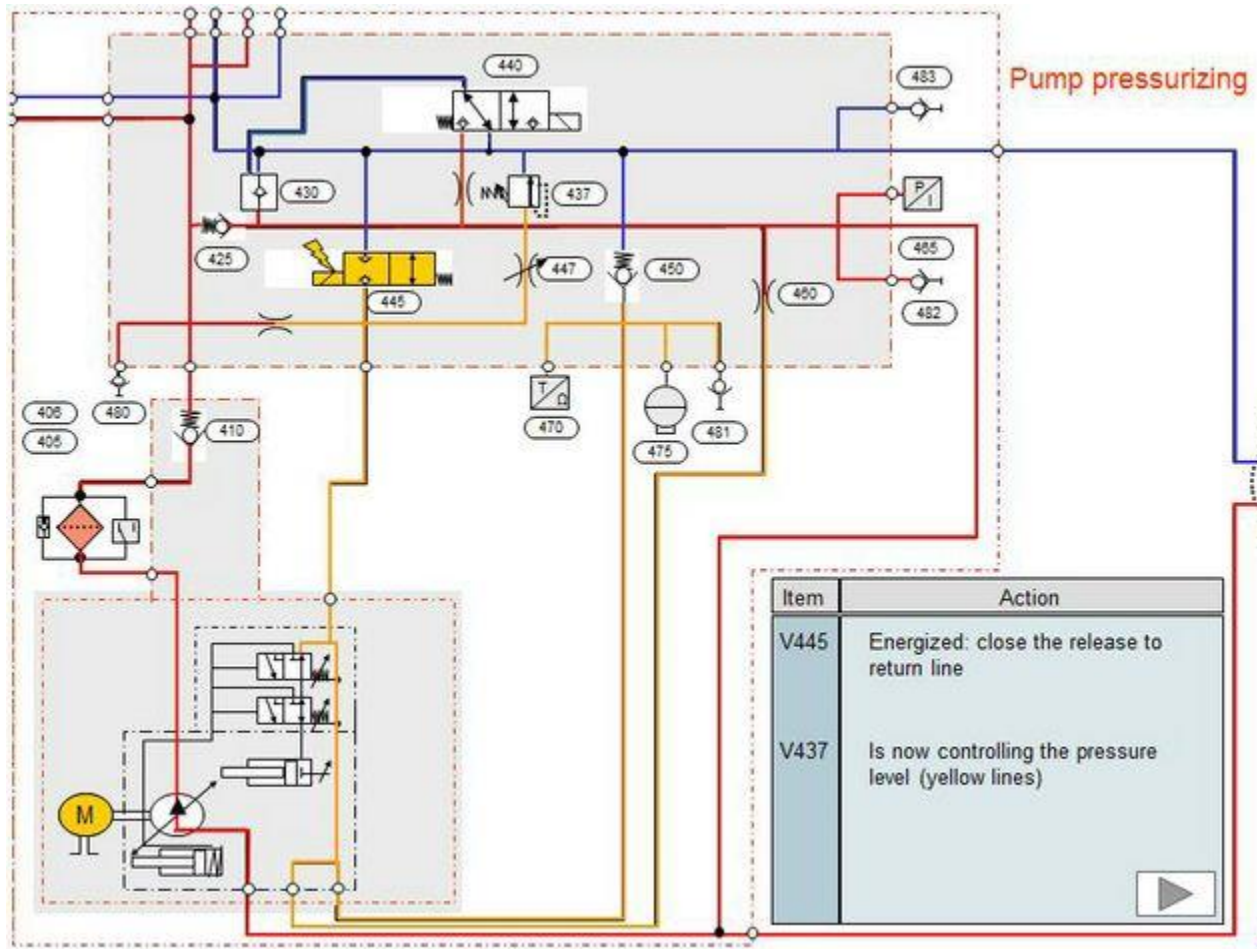 440
483
Pump pressurizing
430
437
P
I
425
447
450
465
445
460
482
406
405
480
410
T
Ω
470
475
481
M
Item Action
V445 Energized: close the release to
return line
V437 Is now controlling the pressure
level (yellow lines)